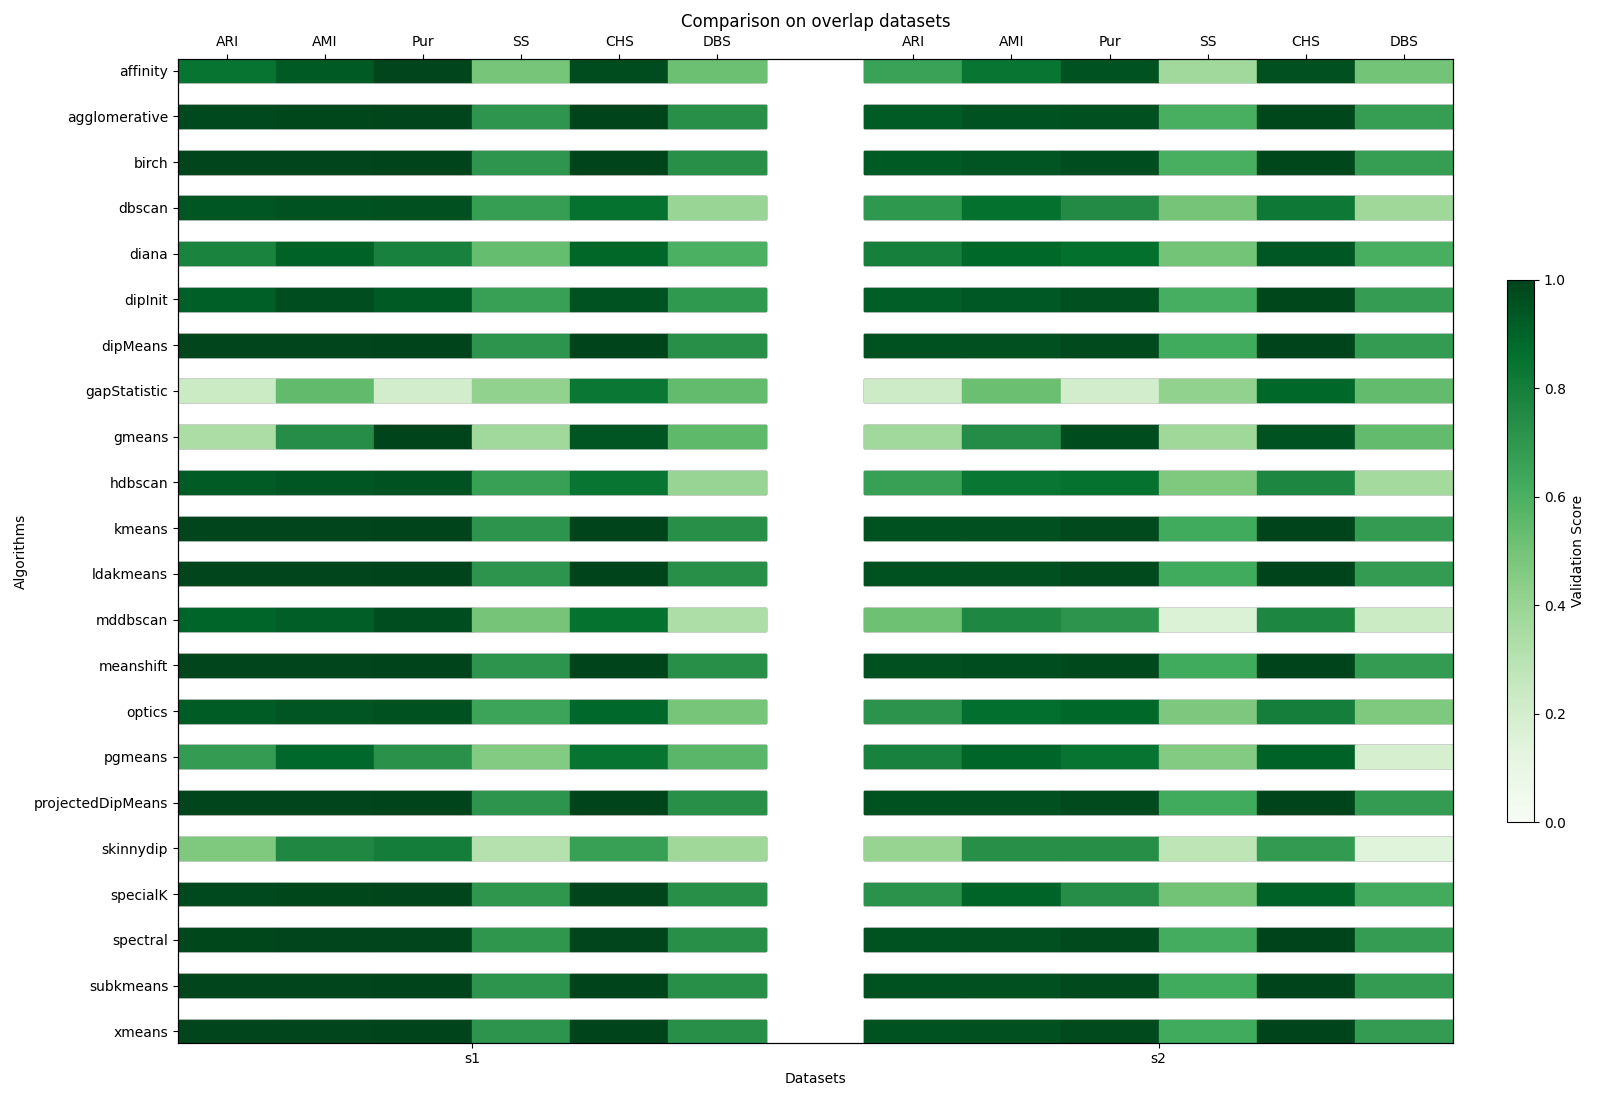 Comparison on overlap datasets
ARI AMI Pur SS CHS DBS ARI AMI Pur SS CHS DBS
affinity
agglomerative
birch
dbscan
diana
dipInit
dipMeans
gapStatistic
gmeans
hdbscan
kmeans
ldakmeans
mddbscan
meanshift
optics
pgmeans
projectedDipMeans
skinnydip
specialK
spectral
subkmeans
xmeans
Algorithms
s1 s2
Datasets
1.0
0.8
0.6
0.4
0.2
0.0
Validation Score